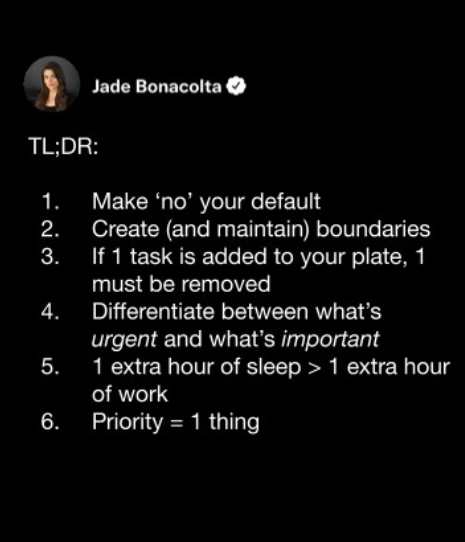 Jade Bonacolta
TL;DR:
1. Make ‘no’ your default
2. Create (and maintain) boundaries
3. If 1 task is added to your plate, 1
must be removed
4. Differentiate between what’s
urgent and what’s important
5. 1 extra hour of sleep > 1 extra hour
of work
6. Priority = 1 thing